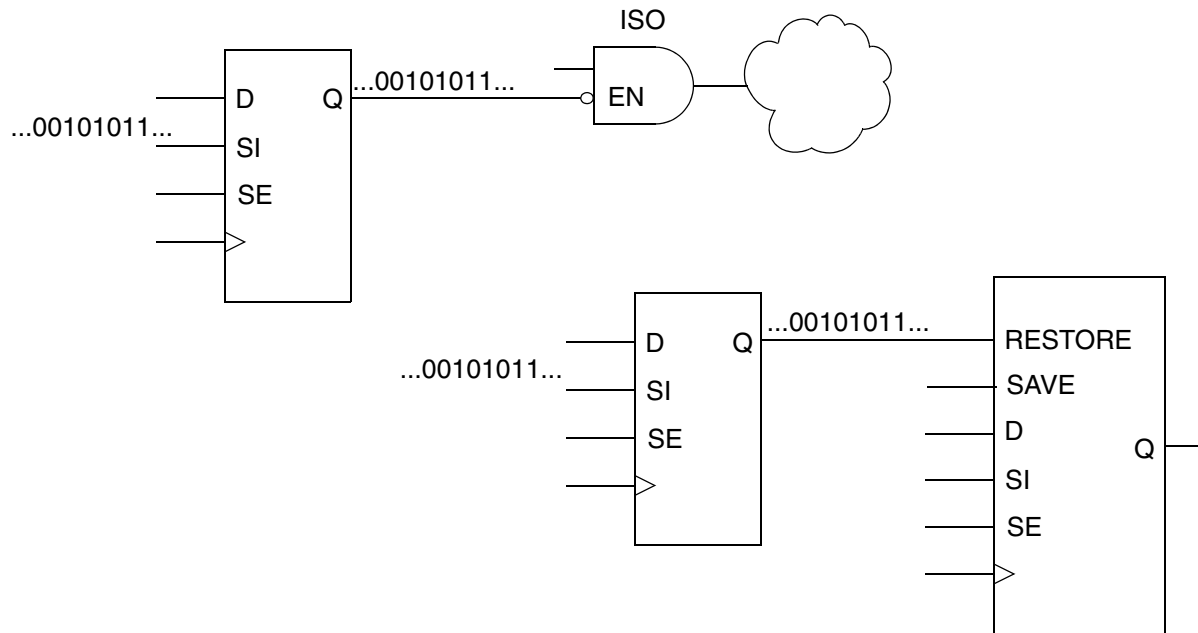 ISO
...00101011...
D
Q
EN
...00101011...
SI
SE
...00101011...
RESTORE
D
Q
...00101011...
SAVE
SI
D
SE
Q
SI
SE